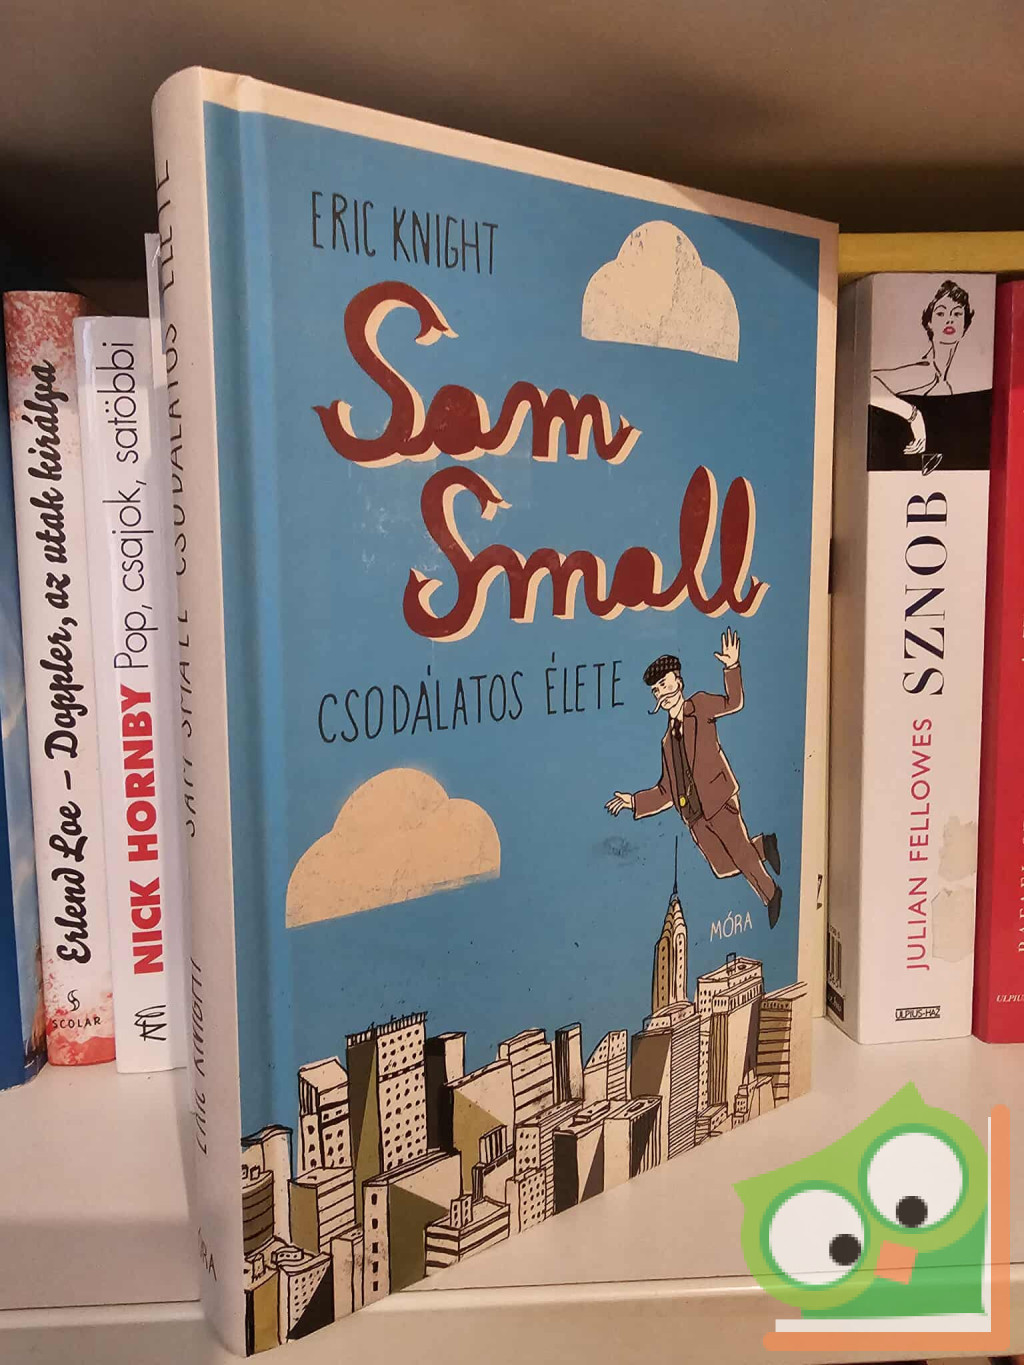 ERIC KNIGHT
Sam
Small
CSODÁLATOS ÉLETE
MÓRA
SAM SMALL CSODÁLATOS ÉLETE
ERIC KNIGHT
MÓRA
Erlend Loe – Doppler, az utak királya
SCOLAR
NICK HORNBY Pop, csajok, satöbbi
JULIAN FELLOWES SZNOB
ULPIUS-HÁZ